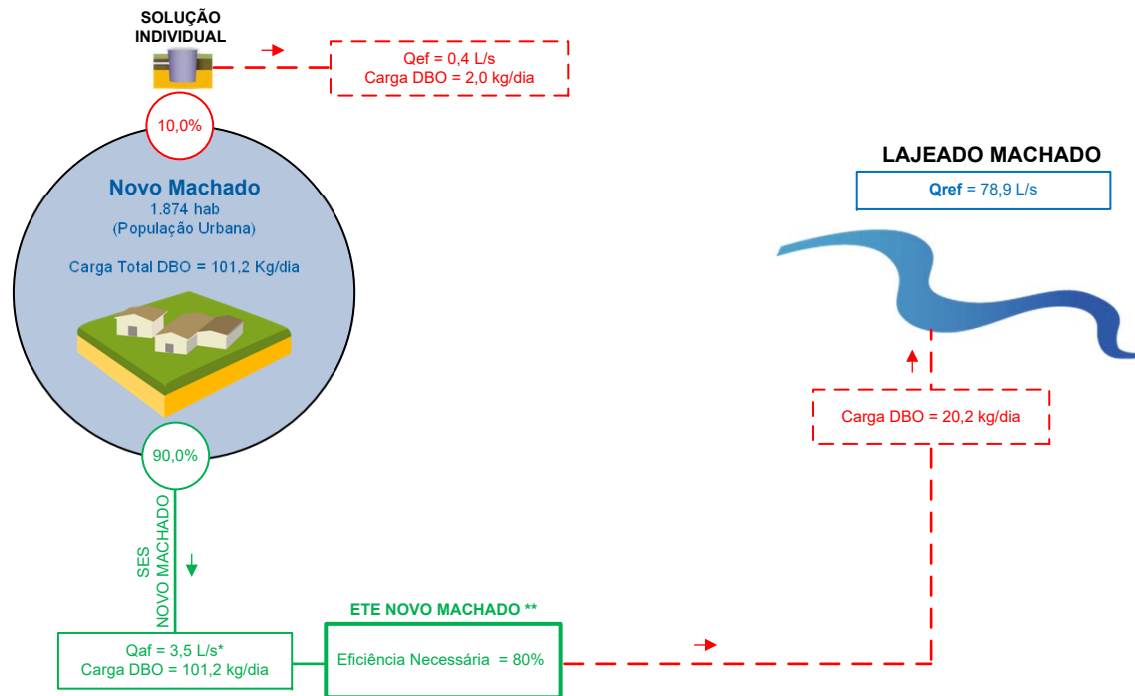 SOLUÇÃO
INDIVIDUAL
Qef = 0,4 L/s
Carga DBO = 2,0 kg/dia
10,0%
Novo Machado
1.874 hab
(População Urbana)
Carga Total DBO = 101,2 Kg/dia
90,0%
SES
NOVO MACHADO
Qaf = 3,5 L/s*
Carga DBO = 101,2 kg/dia
ETE NOVO MACHADO **
Eficiência Necessária = 80%
LAJEADO MACHADO
Qref = 78,9 L/s
Carga DBO = 20,2 kg/dia